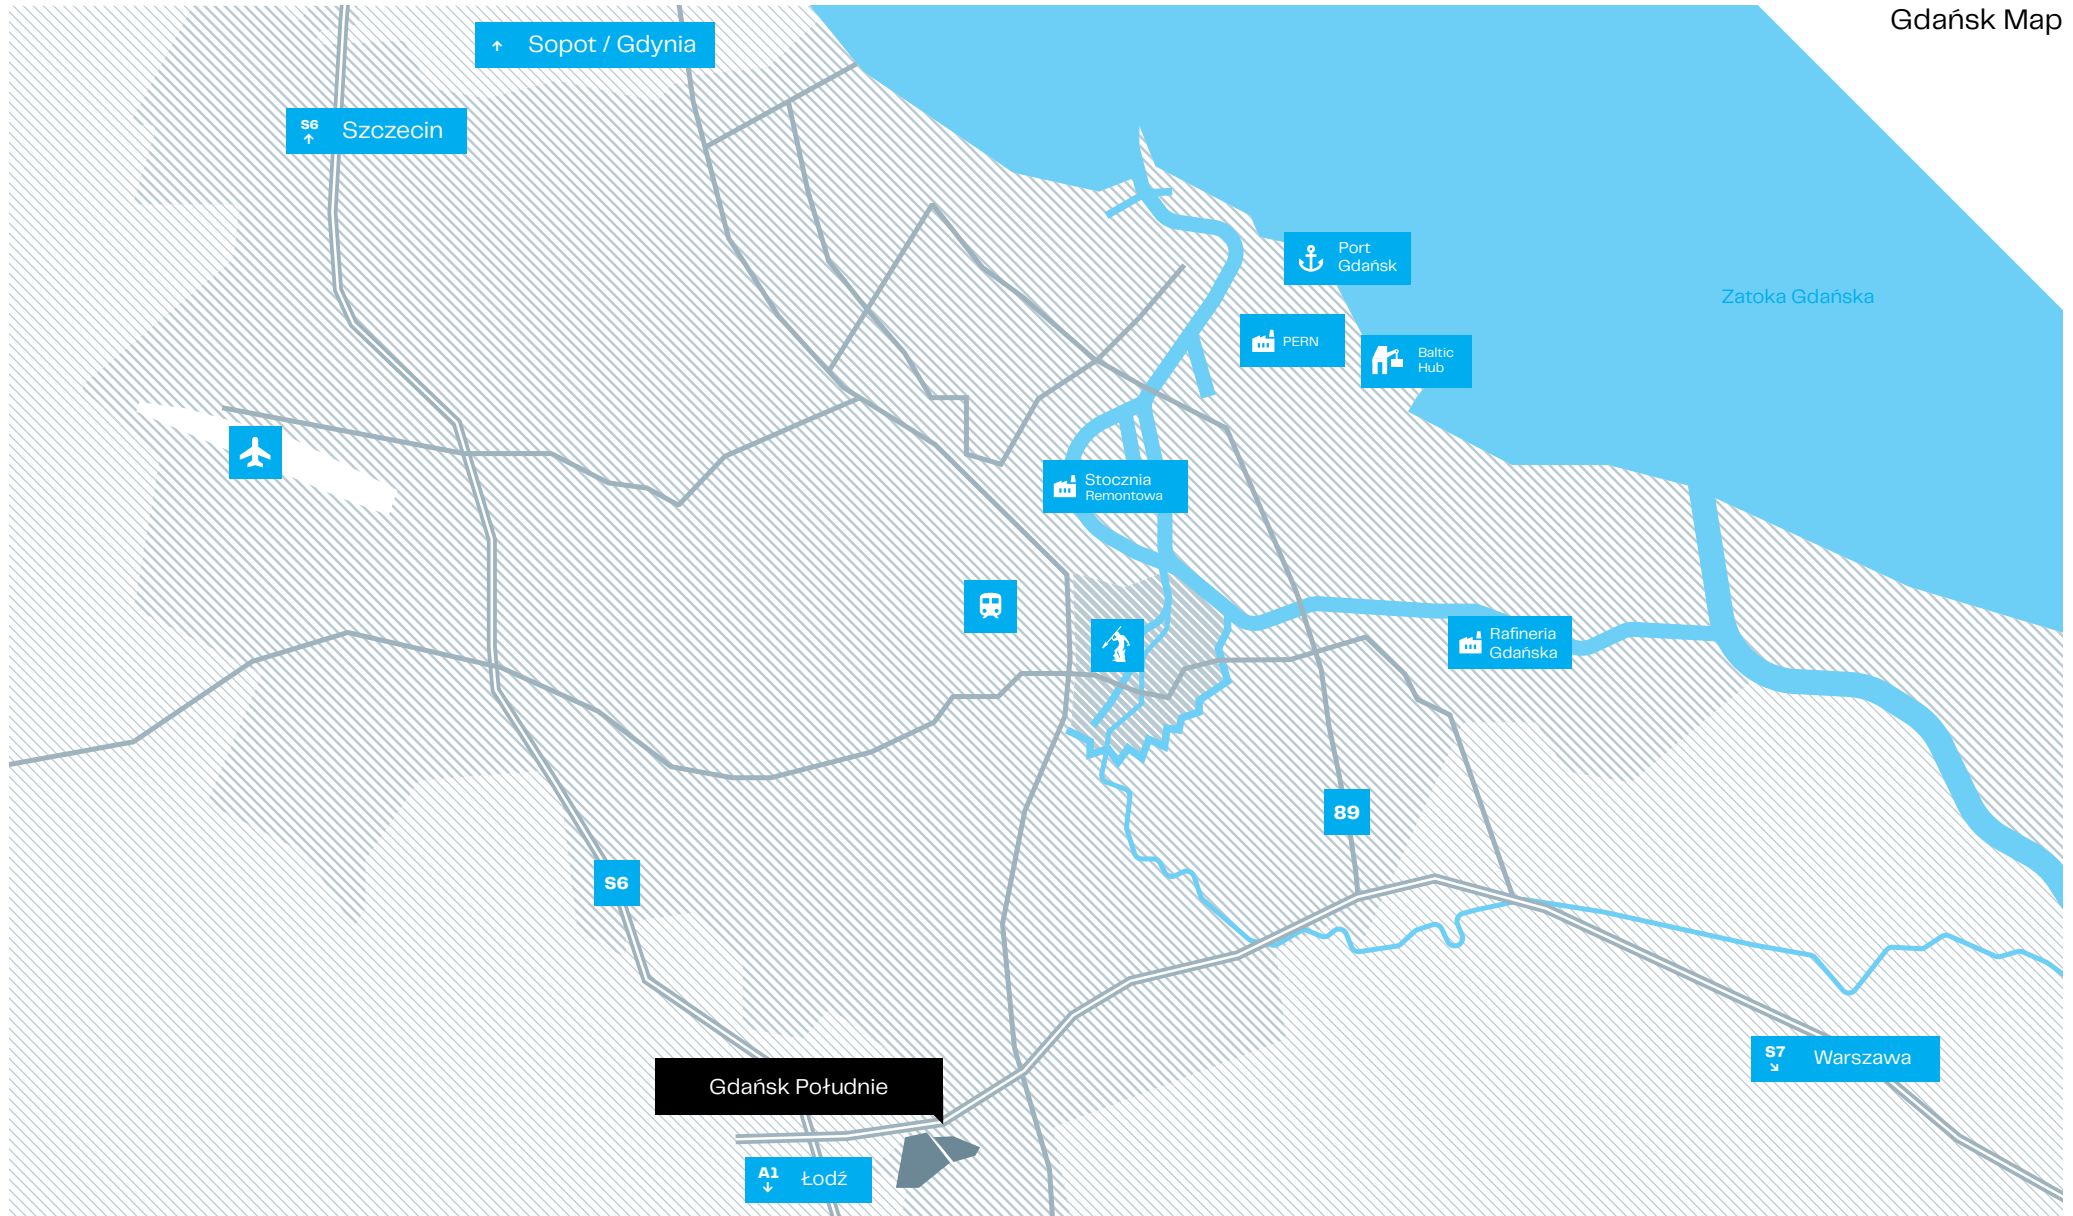 Gdańsk Map
Sopot / Gdynia
S6
Szczecin
Port
Gdańsk
Zatoka Gdańska
PERN
Baltic
Hub
Stocznia
Remontowa
Rafineria
Gdańska
89
S6
S7
Warszawa
Gdańsk Południe
A1
Łodź